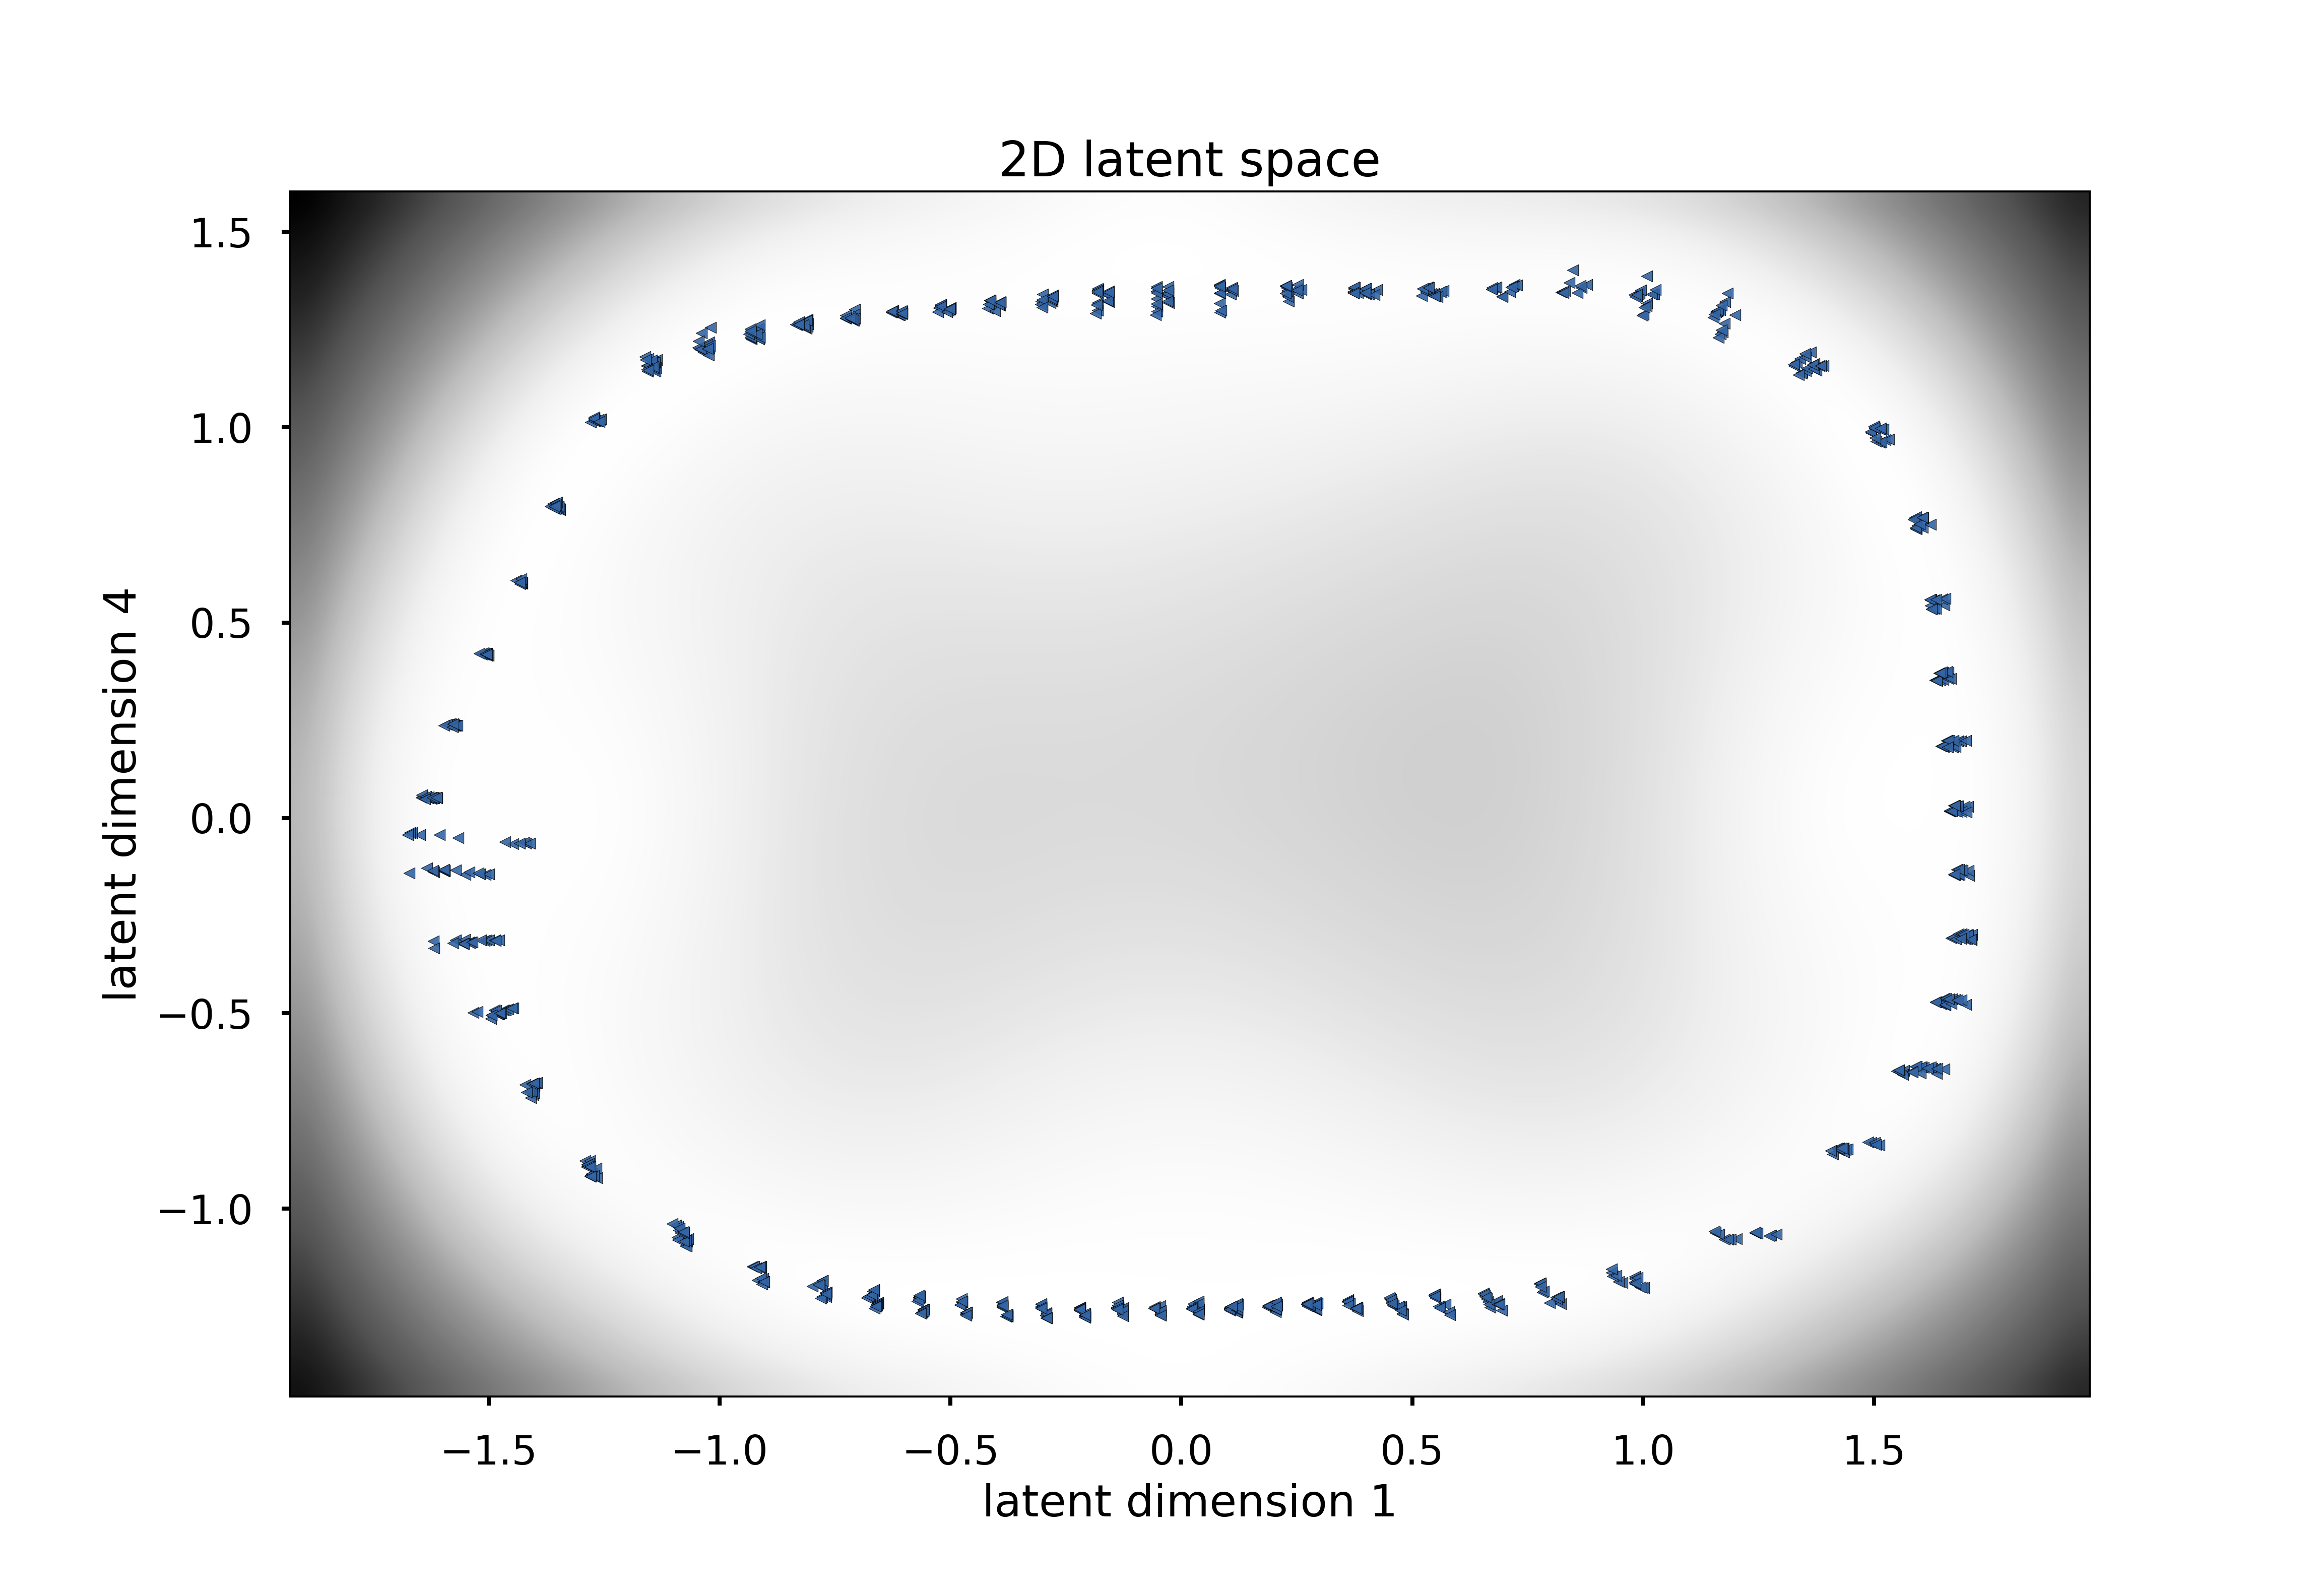 2D latent space
1.5
1.0
0.5
0.0
−0.5
−1.0
latent dimension 4
−1.5 −1.0 −0.5 0.0 0.5 1.0 1.5
latent dimension 1